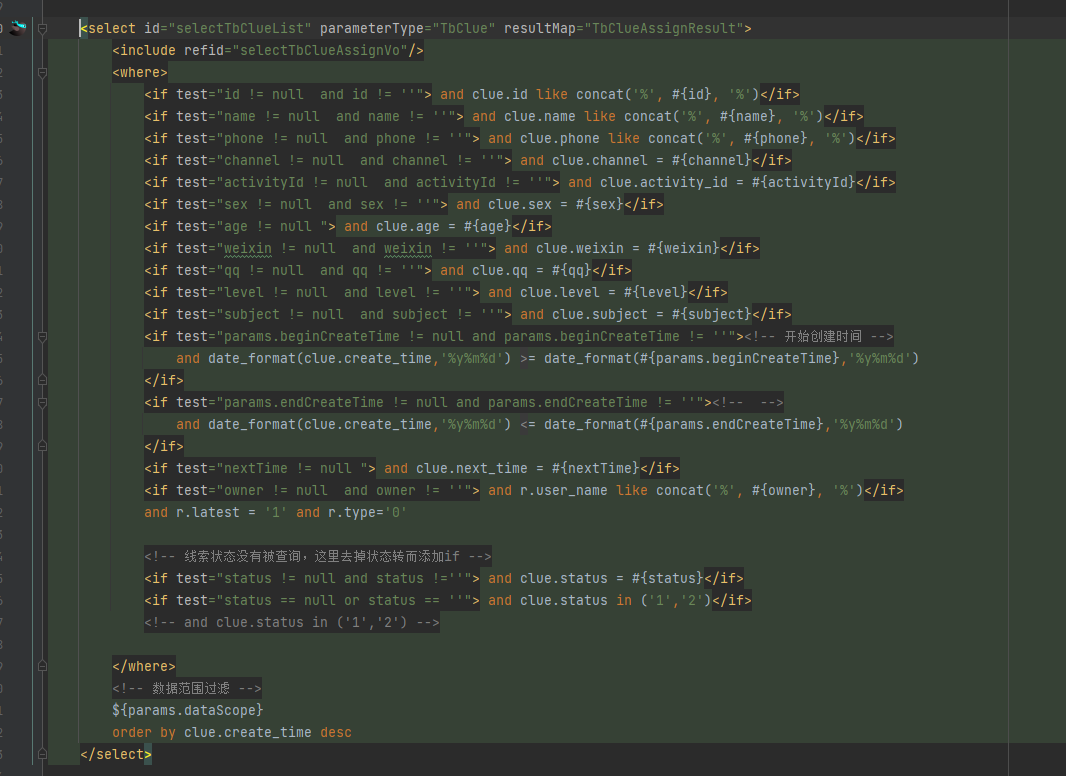 <select id="selectTbClueList" parameterType="TbClue" resultMap="TbClueAssignResult">
<include refid="selectTbClueAssignVo"/>
<where>
<if test="id != null  and id != ''"> and clue.id like concat('%', #{id}, '%')</if>
<if test="name != null  and name != ''"> and clue.name like concat('%', #{name}, '%')</if>
<if test="phone != null  and phone != ''"> and clue.phone like concat('%', #{phone}, '%')</if>
<if test="channel != null  and channel != ''"> and clue.channel = #{channel}</if>
<if test="activityId != null  and activityId != ''"> and clue.activity_id = #{activityId}</if>
<if test="sex != null  and sex != ''"> and clue.sex = #{sex}</if>
<if test="age != null "> and clue.age = #{age}</if>
<if test="weixin != null  and weixin != ''"> and clue.weixin = #{weixin}</if>
<if test="qq != null  and qq != ''"> and clue.qq = #{qq}</if>
<if test="level != null  and level != ''"> and clue.level = #{level}</if>
<if test="subject != null  and subject != ''"> and clue.subject = #{subject}</if>
<if test="params.beginCreateTime != null and params.beginCreateTime != ''"><!-- 开始创建时间 -->
and date_format(clue.create_time,'%y%m%d') >= date_format(#{params.beginCreateTime},'%y%m%d')
</if>
<if test="params.endCreateTime != null and params.endCreateTime != ''"><!--  -->
and date_format(clue.create_time,'%y%m%d') <= date_format(#{params.endCreateTime},'%y%m%d')
</if>
<if test="nextTime != null "> and clue.next_time = #{nextTime}</if>
<if test="owner != null  and owner != ''"> and r.user_name like concat('%', #{owner}, '%')</if>
and r.latest = '1' and r.type='0'
<!-- 线索状态没有被查询，这里去掉状态转而添加if -->
<if test="status != null and status !=''"> and clue.status = #{status}</if>
<if test="status == null or status == ''"> and clue.status in ('1','2')</if>
<!-- and clue.status in ('1','2') -->
</where>
<!-- 数据范围过滤 -->
${params.dataScope}
order by clue.create_time desc
</select>